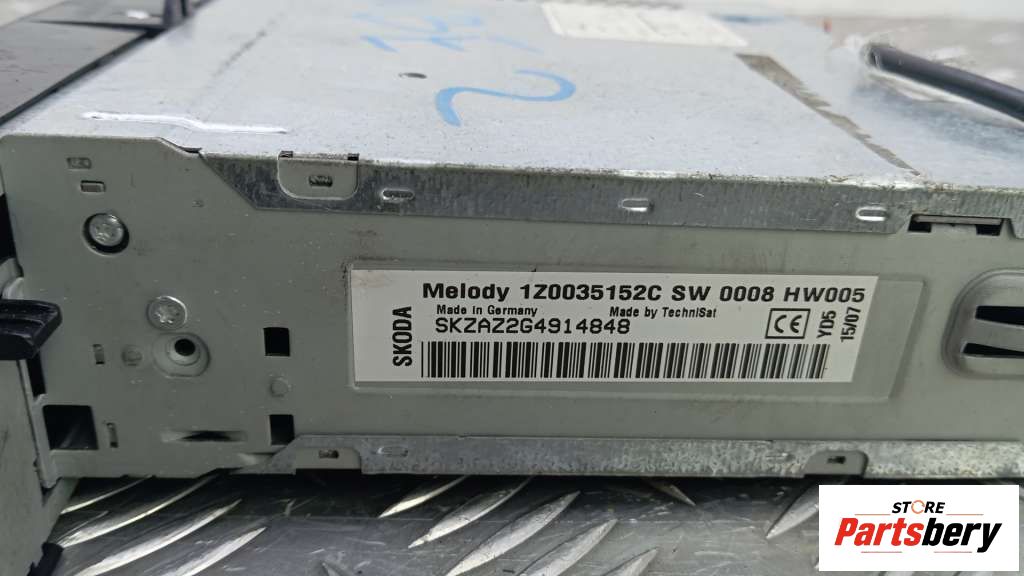 Melody 1Z0035152C SW 0008 HW005
Made in Germany Made by TechniSat
SKZAZ2G4914848
SKODA
CE
YD5
15/07
STORE
Partsbery